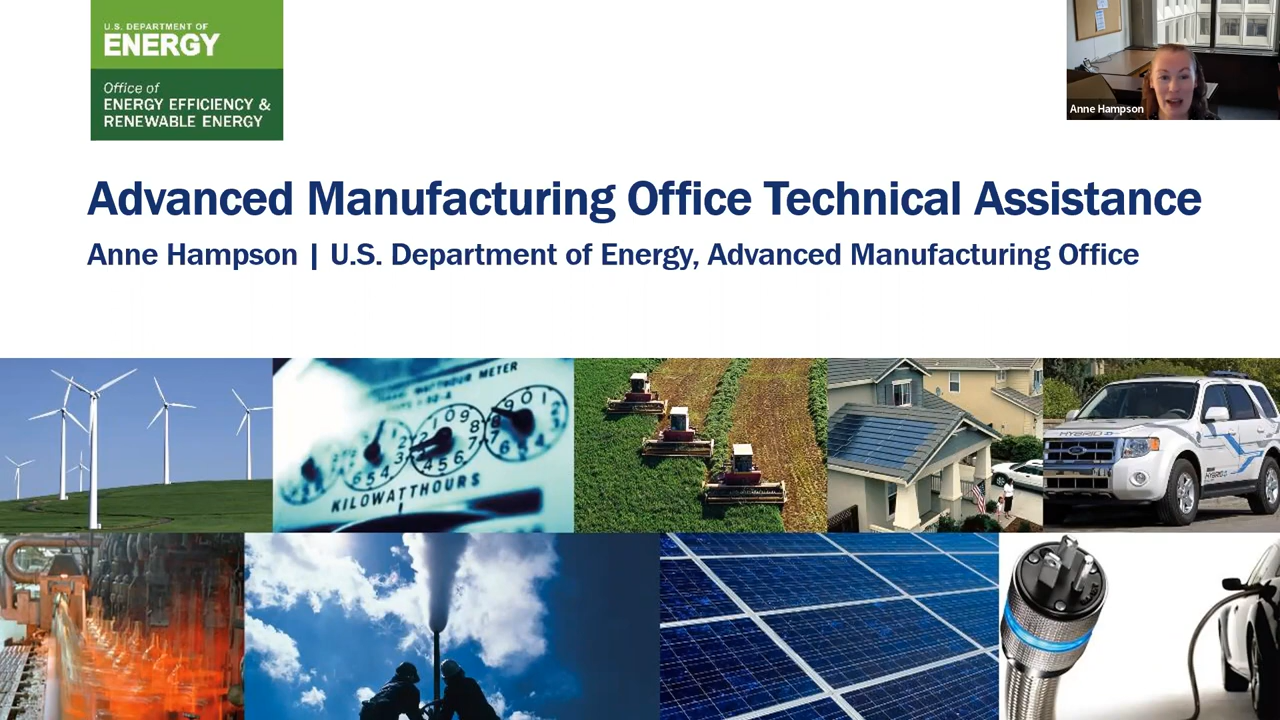 U.S. DEPARTMENT OF
ENERGY
Office of
ENERGY EFFICIENCY &
RENEWABLE ENERGY
Anne Hampson
Advanced Manufacturing Office Technical Assistance
Anne Hampson | U.S. Department of Energy, Advanced Manufacturing Office
KILOWATTHOURS
HYBRID